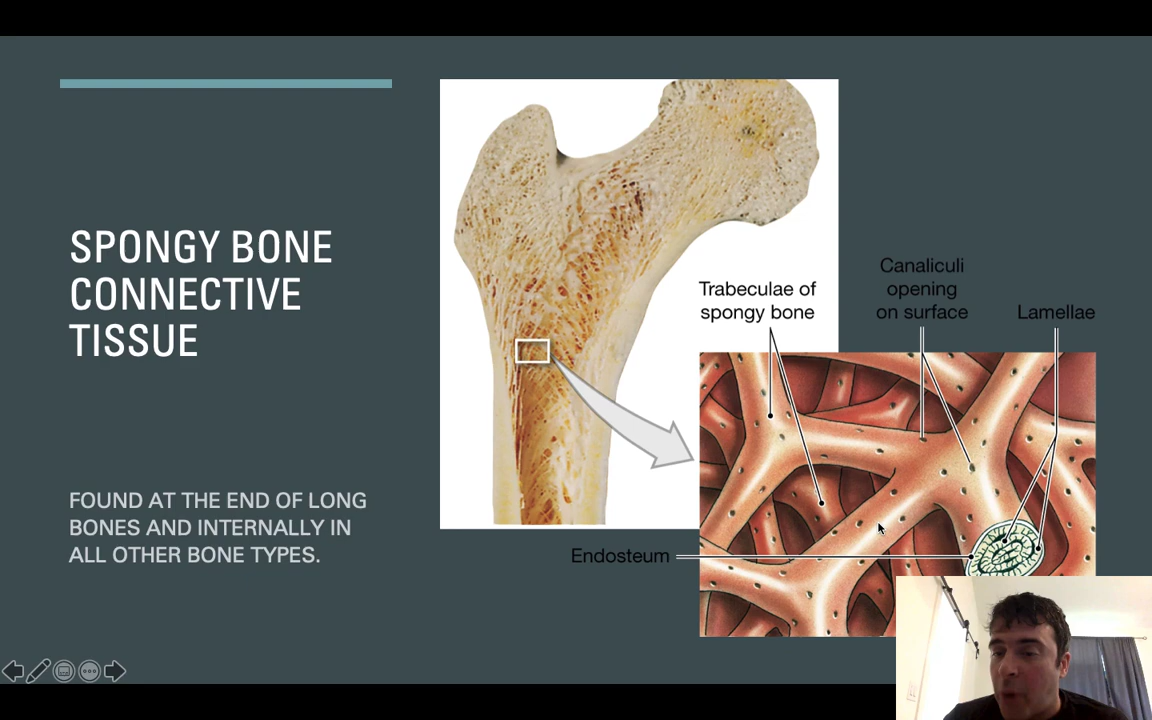 SPONGY BONE
CONNECTIVE
TISSUE
FOUND AT THE END OF LONG
BONES AND INTERNALLY IN
ALL OTHER BONE TYPES.
Trabeculae of
spongy bone
Canaliculi
opening
on surface
Lamellae
Endosteum